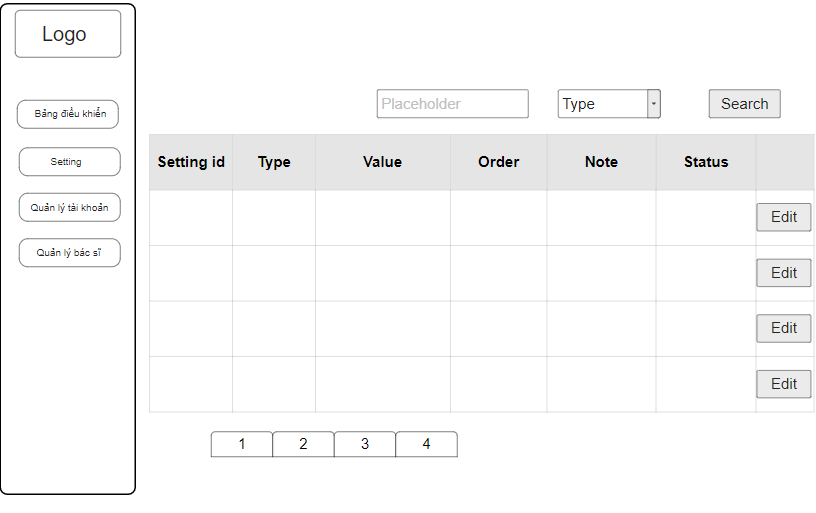 Logo
Bảng điều khiển
Setting
Quản lý tài khoản
Quản lý bác sĩ
Placeholder
Type
Search
Setting id Type Value Order Note Status
Edit
Edit
Edit
Edit
1 2 3 4